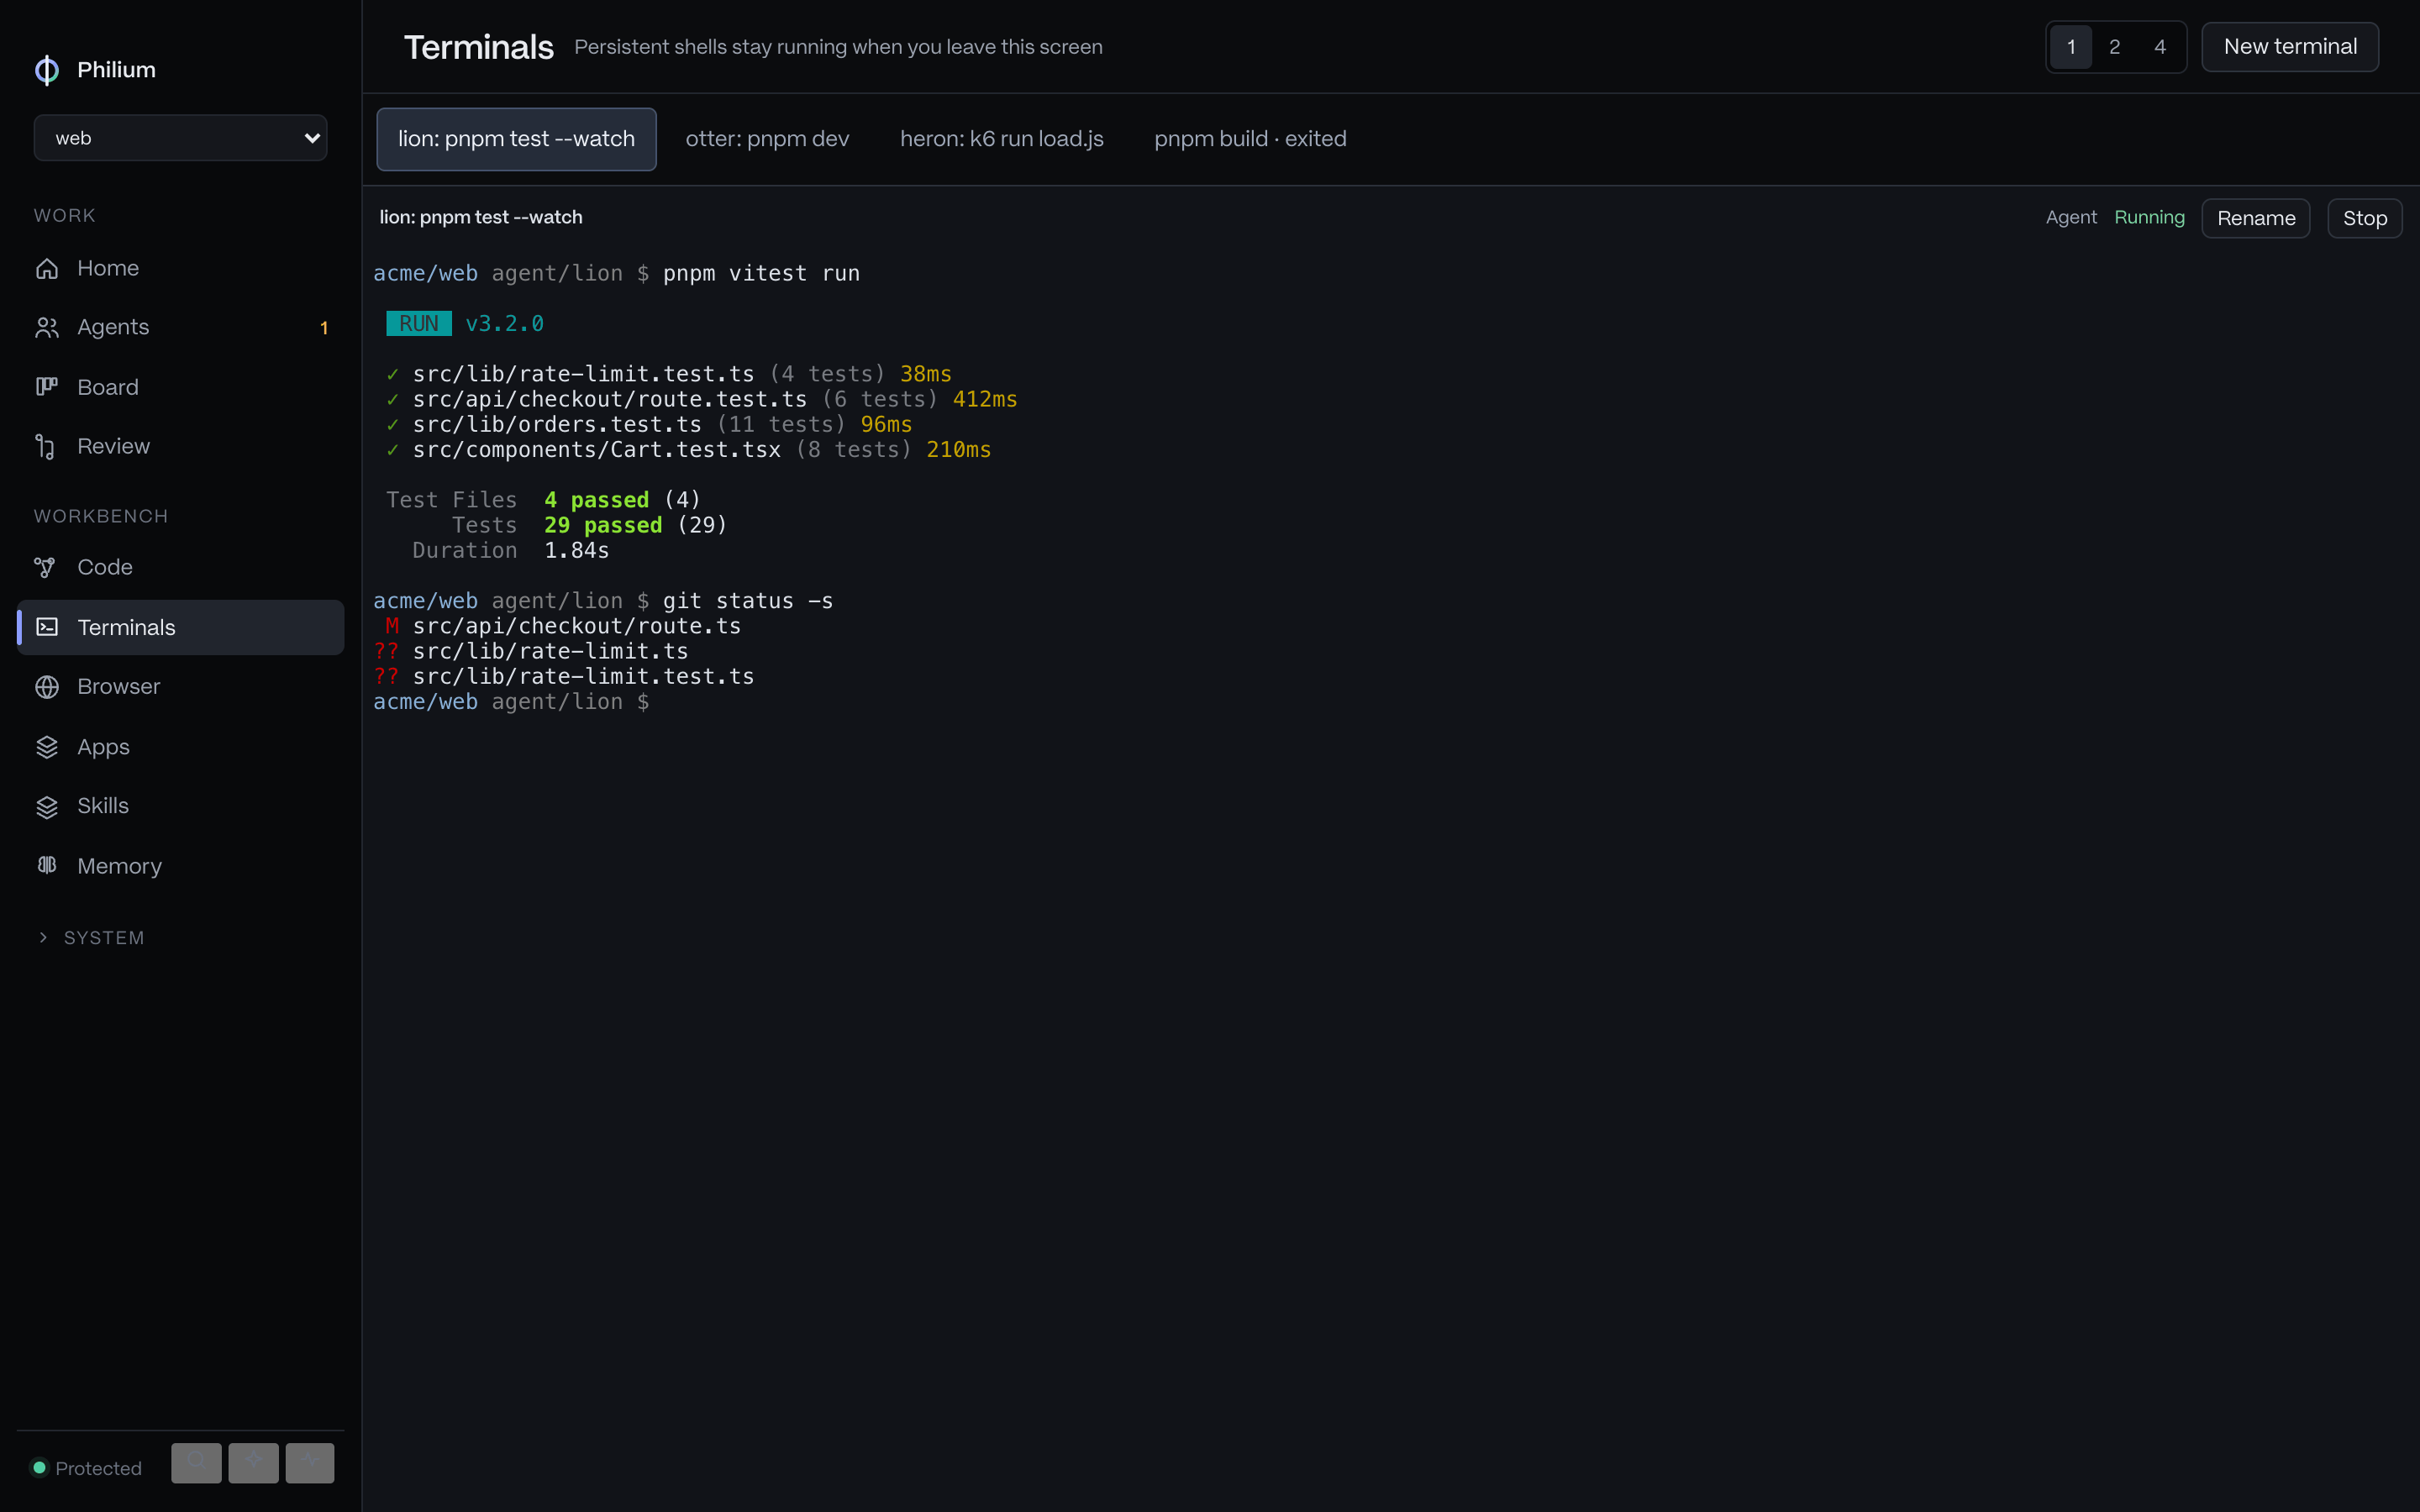 Philium
web
WORK
Home
Agents 1
Board
Review
WORKBENCH
Code
Terminals
Browser
Apps
Skills
Memory
SYSTEM
Protected
Terminals Persistent shells stay running when you leave this screen 1 2 4 New terminal
lion: pnpm test --watch otter: pnpm dev heron: k6 run load.js pnpm build · exited
lion: pnpm test --watch Agent Running Rename Stop
acme/web agent/lion $ pnpm vitest run
RUN v3.2.0
✓ src/lib/rate-limit.test.ts (4 tests) 38ms
✓ src/api/checkout/route.test.ts (6 tests) 412ms
✓ src/lib/orders.test.ts (11 tests) 96ms
✓ src/components/Cart.test.tsx (8 tests) 210ms
Test Files 4 passed (4)
Tests 29 passed (29)
Duration 1.84s
acme/web agent/lion $ git status -s
M src/api/checkout/route.ts
?? src/lib/rate-limit.ts
?? src/lib/rate-limit.test.ts
acme/web agent/lion $